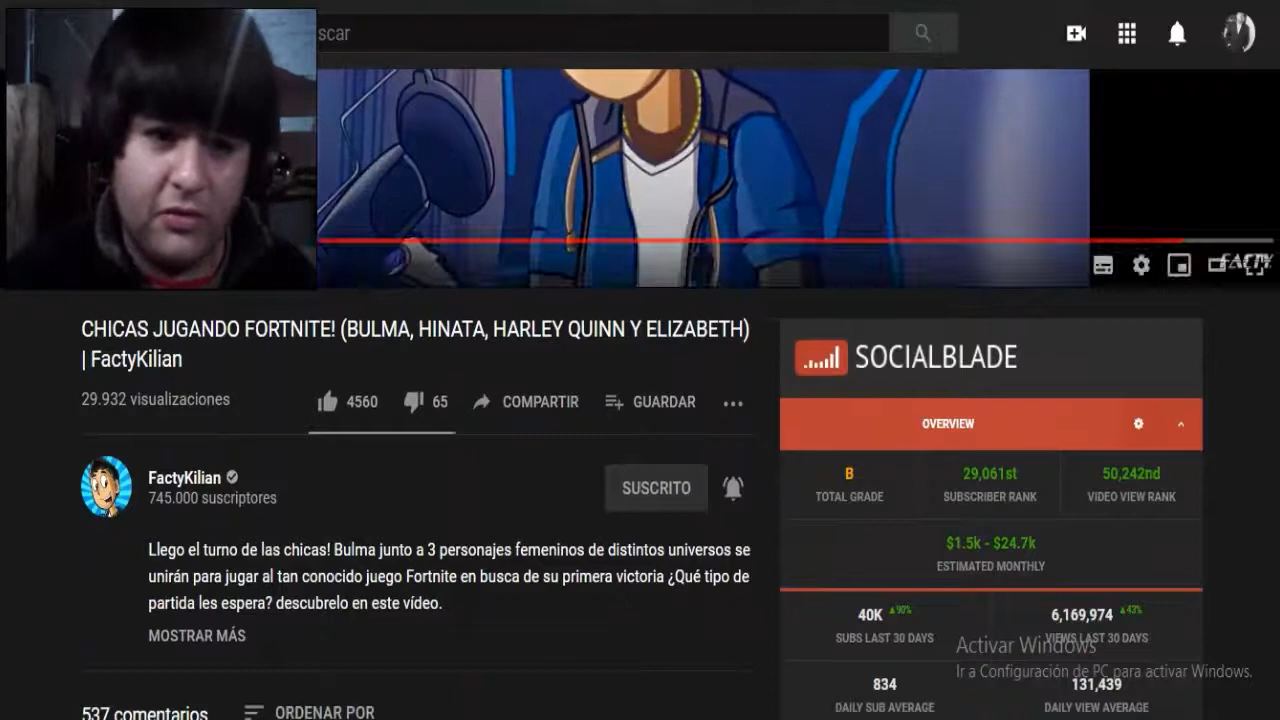 scar
FACTY
CHICAS JUGANDO FORTNITE! (BULMA, HINATA, HARLEY QUINN Y ELIZABETH)
| FactyKilian
29.932 visualizaciones
4560
65
COMPARTIR
GUARDAR
FactyKilian
745.000 suscriptores
SUSCRITO
Llego el turno de las chicas! Bulma junto a 3 personajes femeninos de distintos universos se
unirán para jugar al tan conocido juego Fortnite en busca de su primera victoria ¿Qué tipo de
partida les espera? descubrelo en este vídeo.
MOSTRAR MÁS
537 comentarios
ORDENAR POR
SOCIALBLADE
OVERVIEW
B
TOTAL GRADE
29,061st
SUBSCRIBER RANK
50,242nd
VIDEO VIEW RANK
$1.5k - $24.7k
ESTIMATED MONTHLY
40K ▲90%
SUBS LAST 30 DAYS
6,169,974 ▲43%
VIEWS LAST 30 DAYS
834
DAILY SUB AVERAGE
131,439
DAILY VIEW AVERAGE
Activar Windows
Ir a Configuración de PC para activar Windows.